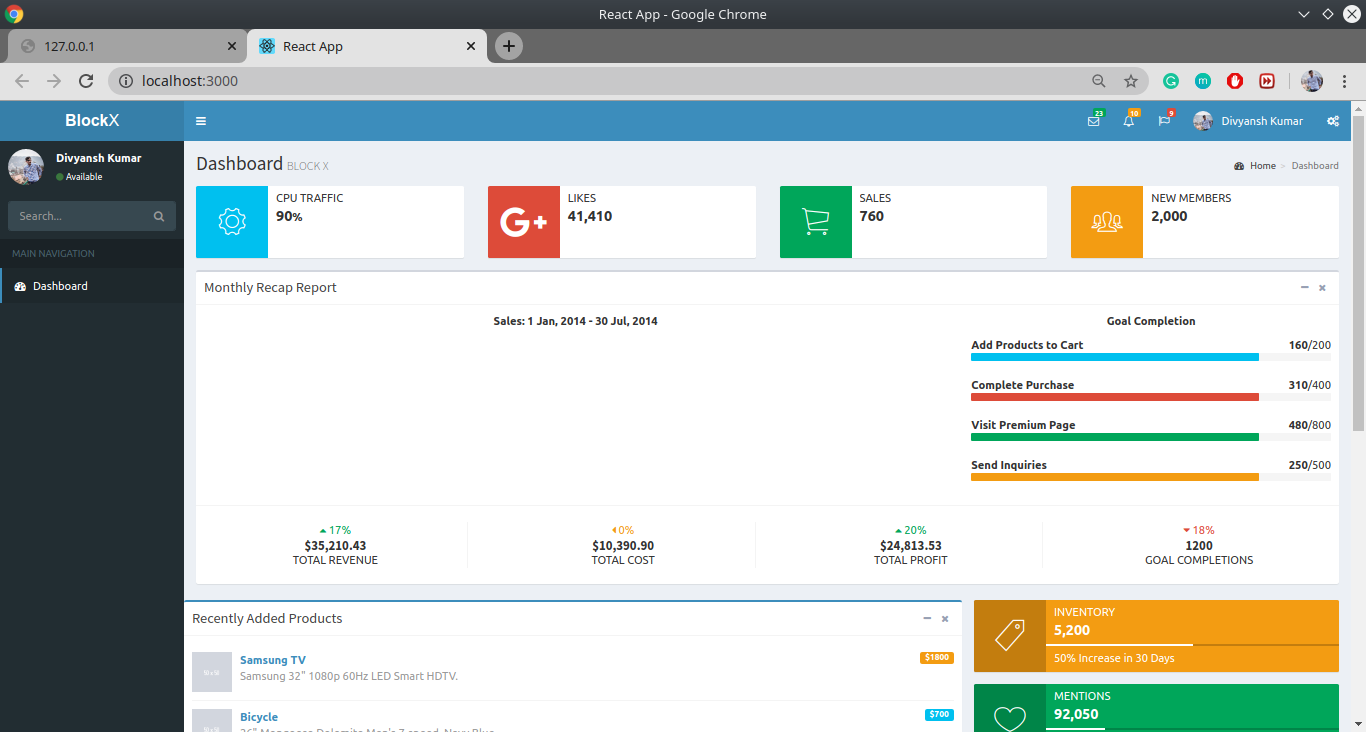 React App - Google Chrome
127.0.0.1
React App
localhost:3000
BlockX
23
10
9
Divyansh Kumar
Divyansh Kumar
Available
Search...
MAIN NAVIGATION
Dashboard
Dashboard BLOCK X
Home > Dashboard
CPU TRAFFIC
90%
G+
LIKES
41,410
SALES
760
NEW MEMBERS
2,000
Monthly Recap Report
Sales: 1 Jan, 2014 - 30 Jul, 2014
Goal Completion
Add Products to Cart 160/200
Complete Purchase 310/400
Visit Premium Page 480/800
Send Inquiries 250/500
17%
$35,210.43
TOTAL REVENUE
0%
$10,390.90
TOTAL COST
20%
$24,813.53
TOTAL PROFIT
18%
1200
GOAL COMPLETIONS
Recently Added Products
Samsung TV $1800
Samsung 32" 1080p 60Hz LED Smart HDTV.
Bicycle $700
INVENTORY
5,200
50% Increase in 30 Days
MENTIONS
92,050